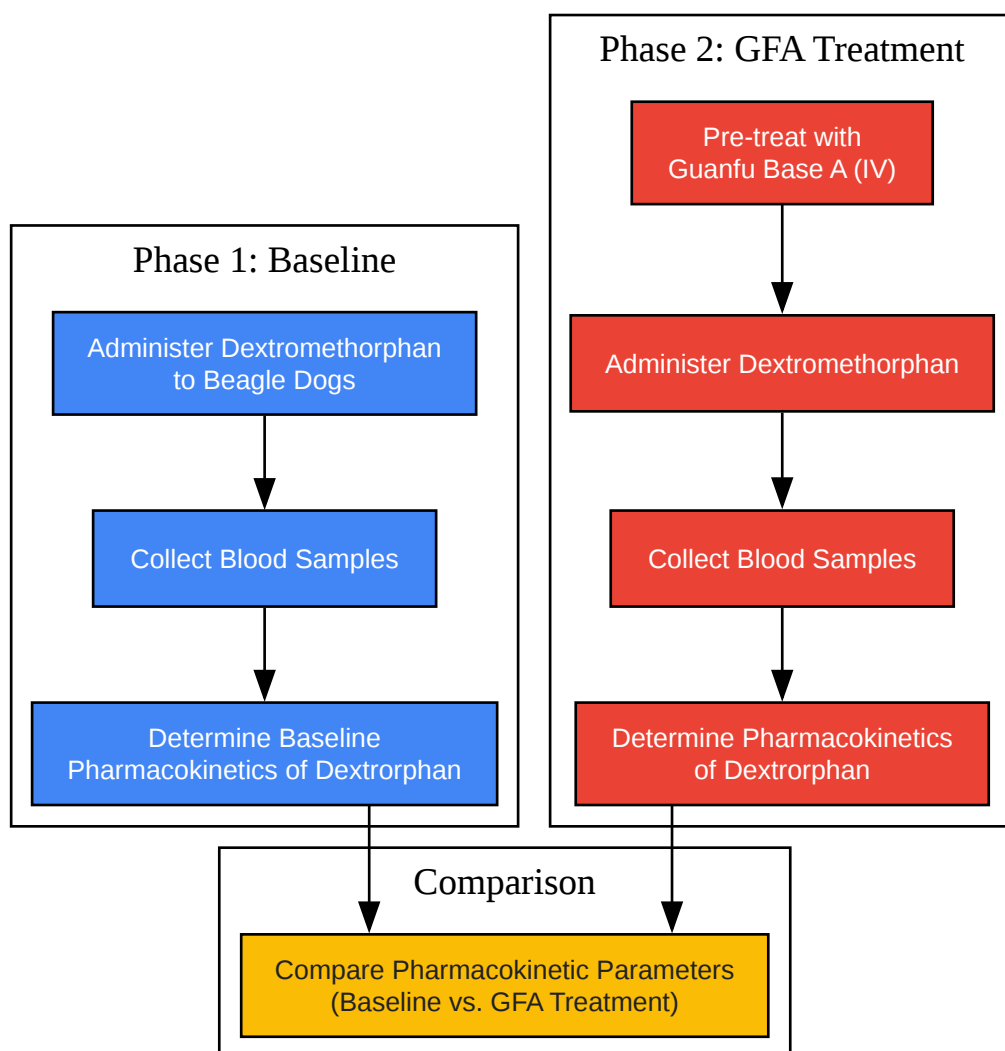 Phase 1: Baseline
Administer Dextromethorphan
to Beagle Dogs
Collect Blood Samples
Determine Baseline
Pharmacokinetics of Dextrorphan
Phase 2: GFA Treatment
Pre-treat with
Guanfu Base A (IV)
Administer Dextromethorphan
Collect Blood Samples
Determine Pharmacokinetics
of Dextrorphan
Comparison
Compare Pharmacokinetic Parameters
(Baseline vs. GFA Treatment)